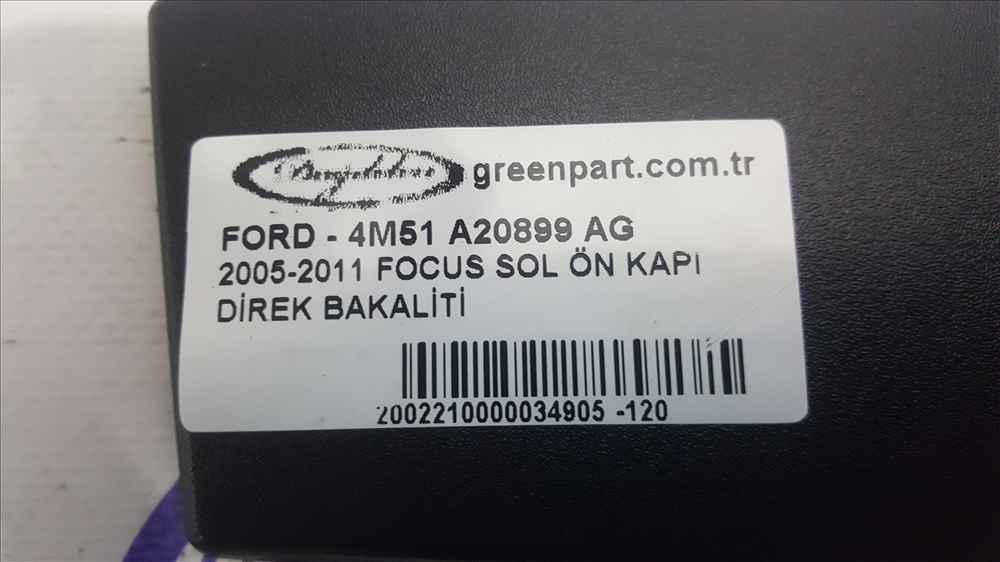 greenpart.com.tr
FORD - 4M51 A20899 AG
2005-2011 FOCUS SOL ÖN KAPI
DİREK BAKALİTİ
2002210000034905 -120